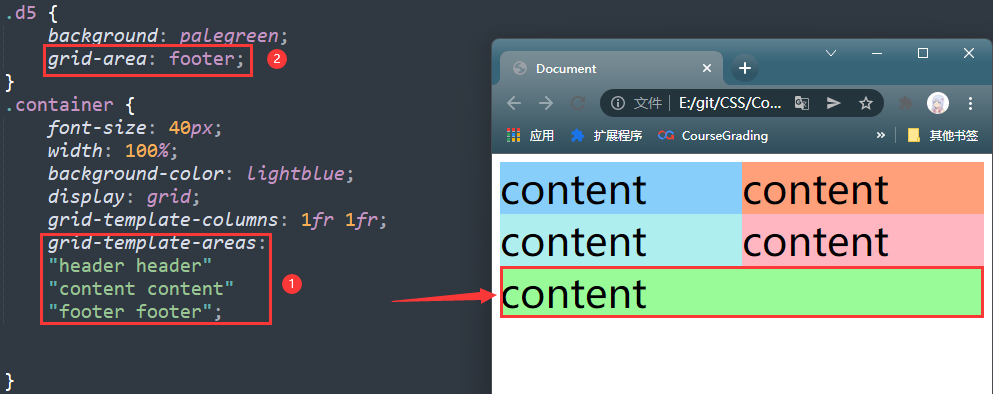 .d5 {
background: palegreen;
grid-area: footer;
2
}
.container {
font-size: 40px;
width: 100%;
background-color: lightblue;
display: grid;
grid-template-columns: 1fr 1fr;
grid-template-areas:
"header header"
"content content"
"footer footer";
1
}
Document
文件 E:/git/CSS/Co...
应用 扩展程序 CG CourseGrading » 其他书签
content content
content content
content